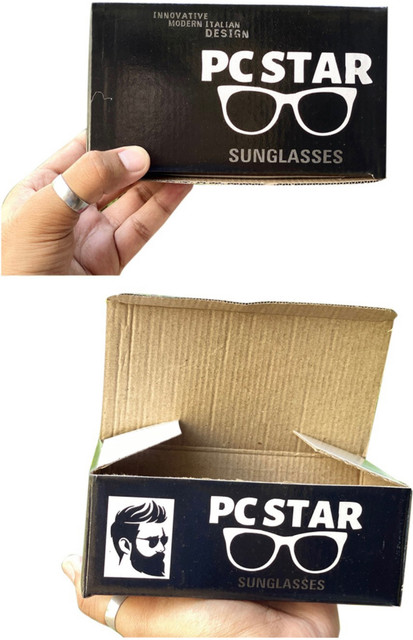 INNOVATIVE
MODERN ITALIAN
DESIGN
PC STAR
SUNGLASSES
PC STAR
SUNGLASSES